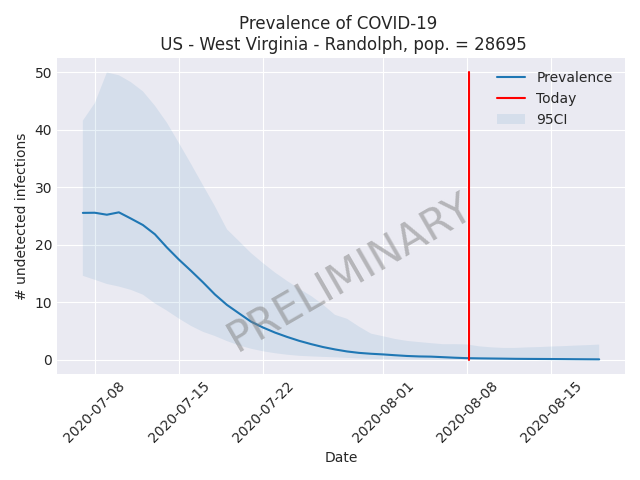 Prevalence of COVID-19
US - West Virginia - Randolph, pop. = 28695
# undetected infections
50
40
30
20
10
0
Prevalence
Today
95CI
PRELIMINARY
2020-07-08
2020-07-15
2020-07-22
2020-08-01
2020-08-08
2020-08-15
Date